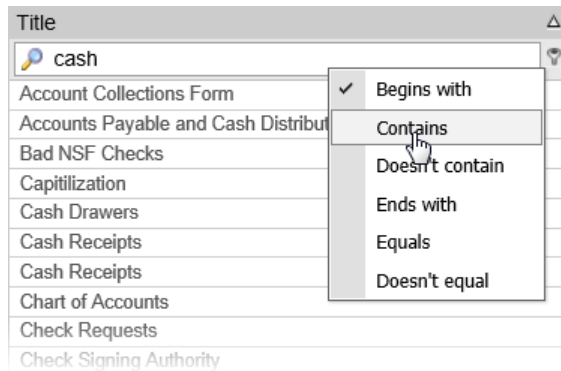 Title
cash
Begins with
Account Collections Form
Contains
Accounts Payable and Cash Distribut
Doesn't contain
Bad NSF Checks
Capitilization
Ends with
Cash Drawers
Cash Receipts
Equals
Cash Receipts
Doesn't equal
Chart of Accounts
Check Requests
Check Signing Authority